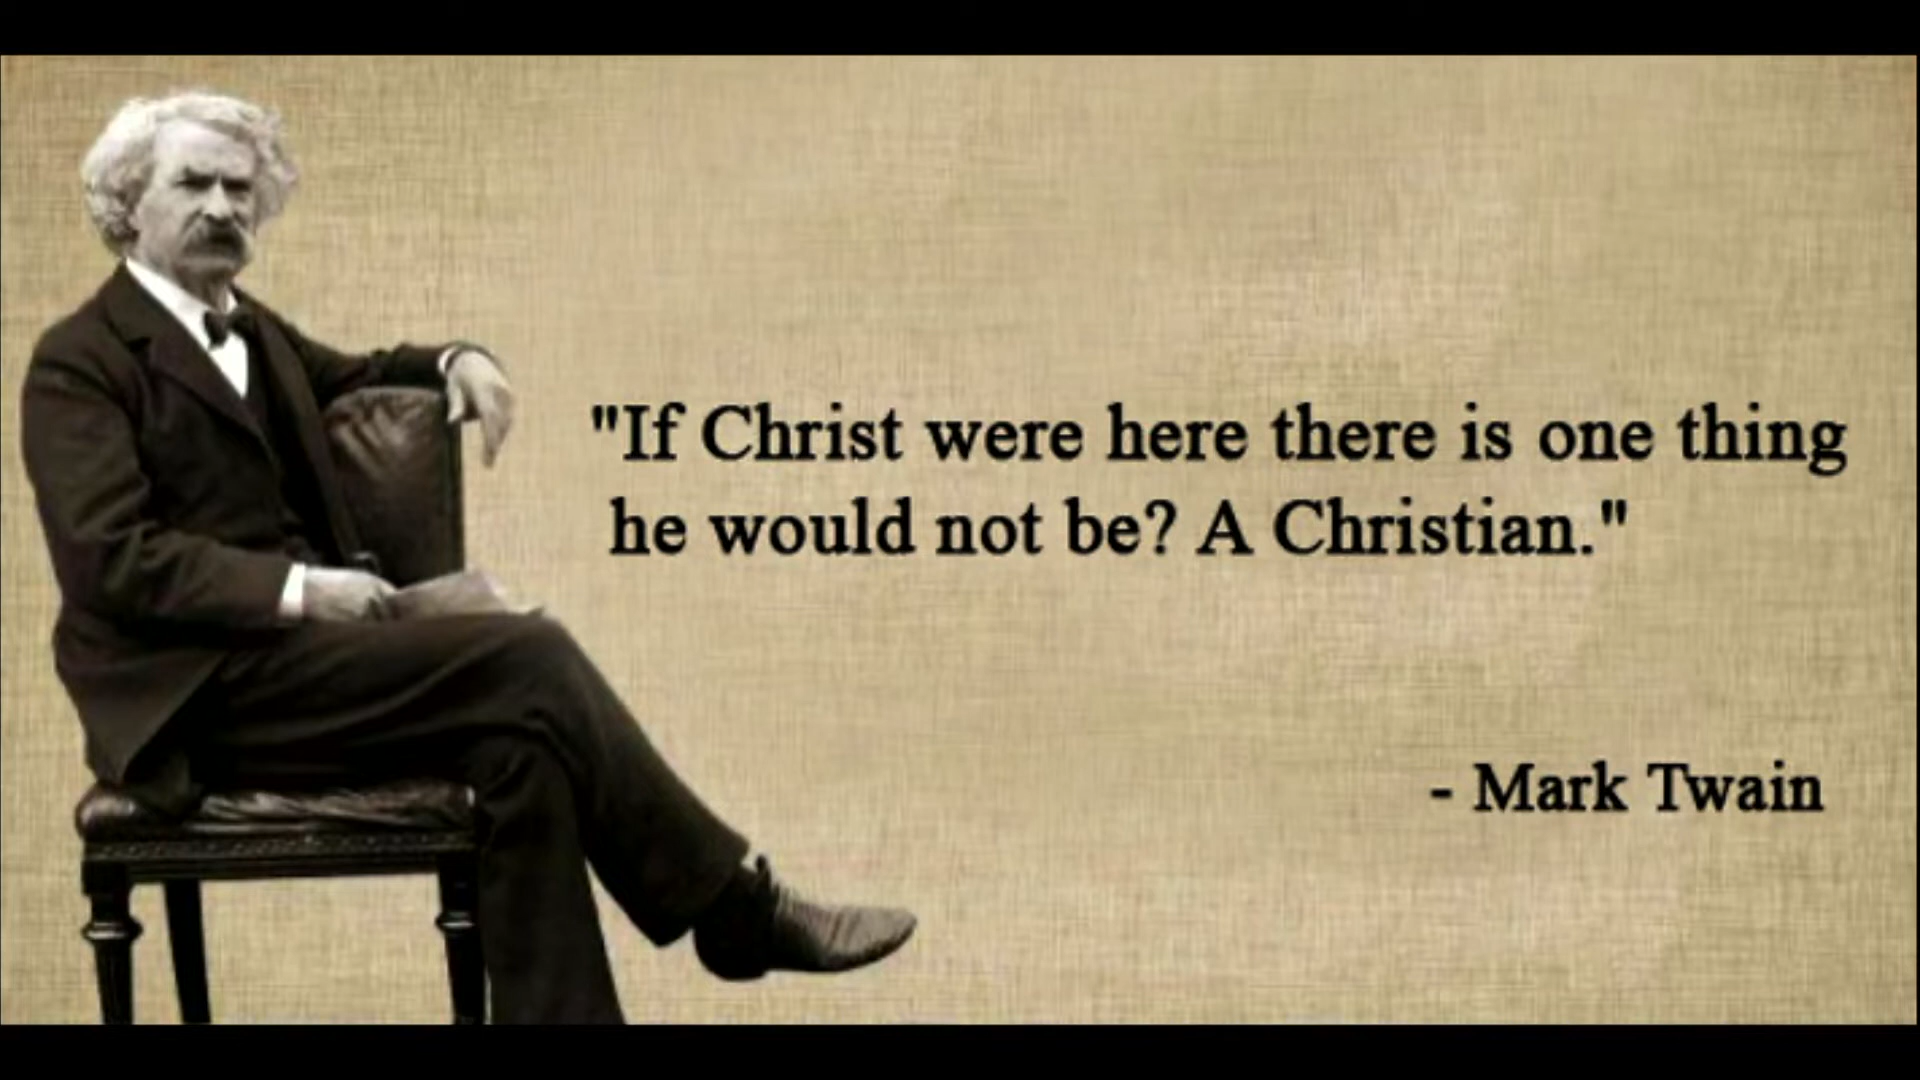 "If Christ were here there is one thing
he would not be? A Christian."
- Mark Twain